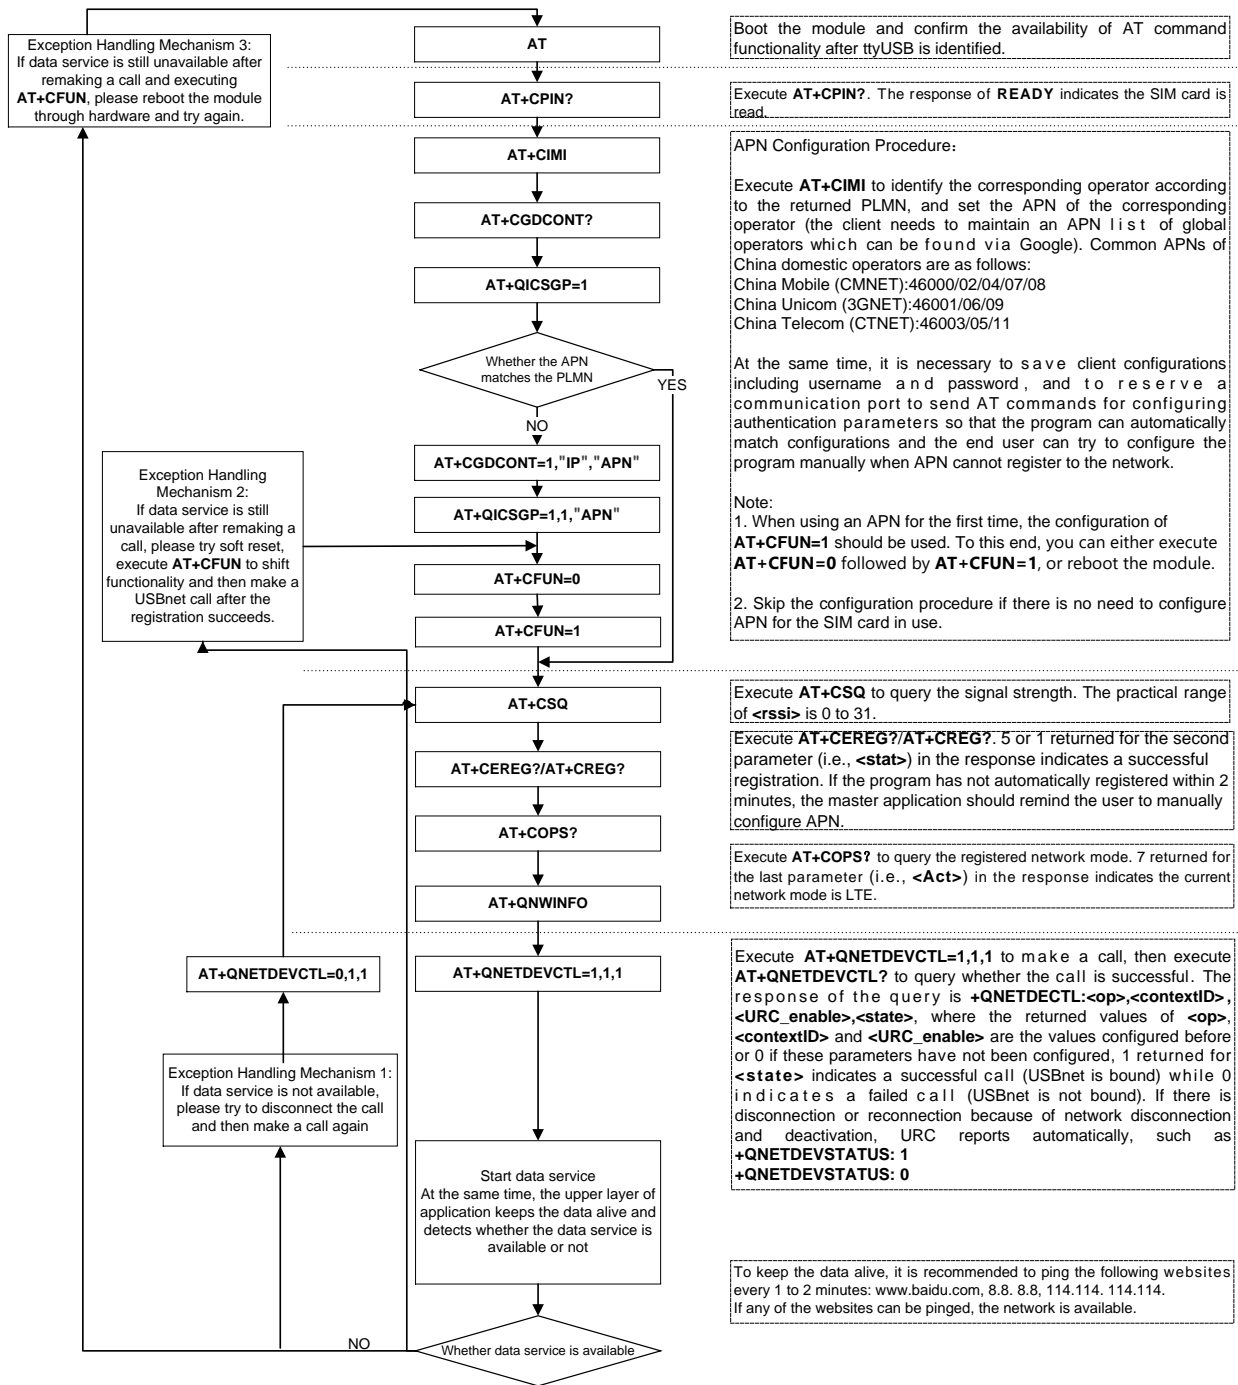 Exception Handling Mechanism 3:
If data service is still unavailable after
remaking a call and executing
AT+CFUN, please reboot the module
through hardware and try again.
AT
Boot the module and confirm the availability of AT command
functionality after ttyUSB is identified.
AT+CPIN?
Execute AT+CPIN?. The response of READY indicates the SIM card is
read.
AT+CIMI
AT+CGDCONT?
AT+QICSGP=1
Whether the APN
matches the PLMN
YES
NO
APN Configuration Procedure：
Execute AT+CIMI to identify the corresponding operator according
to the returned PLMN, and set the APN of the corresponding
operator (the client needs to maintain an APN list of global
operators which can be found via Google). Common APNs of
China domestic operators are as follows:
China Mobile (CMNET):46000/02/04/07/08
China Unicom (3GNET):46001/06/09
China Telecom (CTNET):46003/05/11
At the same time, it is necessary to save client configurations
including username and password, and to reserve a
communication port to send AT commands for configuring
authentication parameters so that the program can automatically
match configurations and the end user can try to configure the
program manually when APN cannot register to the network.
Note:
1. When using an APN for the first time, the configuration of
AT+CFUN=1 should be used. To this end, you can either execute
AT+CFUN=0 followed by AT+CFUN=1, or reboot the module.
2. Skip the configuration procedure if there is no need to configure
APN for the SIM card in use.
AT+CGDCONT=1,"IP","APN"
AT+QICSGP=1,1,"APN"
Exception Handling
Mechanism 2:
If data service is still
unavailable after remaking a
call, please try soft reset,
execute AT+CFUN to shift
functionality and then make a
USBnet call after the
registration succeeds.
AT+CFUN=0
AT+CFUN=1
AT+CSQ
Execute AT+CSQ to query the signal strength. The practical range
of <rssi> is 0 to 31.
AT+CEREG?/AT+CREG?
Execute AT+CEREG?/AT+CREG?. 5 or 1 returned for the second
parameter (i.e., <stat>) in the response indicates a successful
registration. If the program has not automatically registered within 2
minutes, the master application should remind the user to manually
configure APN.
AT+COPS?
Execute AT+COPS? to query the registered network mode. 7 returned for
the last parameter (i.e., <Act>) in the response indicates the current
network mode is LTE.
AT+QNWINFO
AT+QNETDEVCTL=0,1,1
AT+QNETDEVCTL=1,1,1
Execute AT+QNETDEVCTL=1,1,1 to make a call, then execute
AT+QNETDEVCTL? to query whether the call is successful. The
response of the query is +QNETDECTL:<op>,<contextID>,
<URC_enable>,<state>, where the returned values of <op>,
<contextID> and <URC_enable> are the values configured before
or 0 if these parameters have not been configured, 1 returned for
<state> indicates a successful call (USBnet is bound) while 0
indicates a failed call (USBnet is not bound). If there is
disconnection or reconnection because of network disconnection
and deactivation, URC reports automatically, such as
+QNETDEVSTATUS: 1
+QNETDEVSTATUS: 0
Exception Handling Mechanism 1:
If data service is not available,
please try to disconnect the call
and then make a call again
Start data service
At the same time, the upper layer of
application keeps the data alive and
detects whether the data service is
available or not
To keep the data alive, it is recommended to ping the following websites
every 1 to 2 minutes: www.baidu.com, 8.8. 8.8, 114.114. 114.114.
If any of the websites can be pinged, the network is available.
NO
Whether data service is available